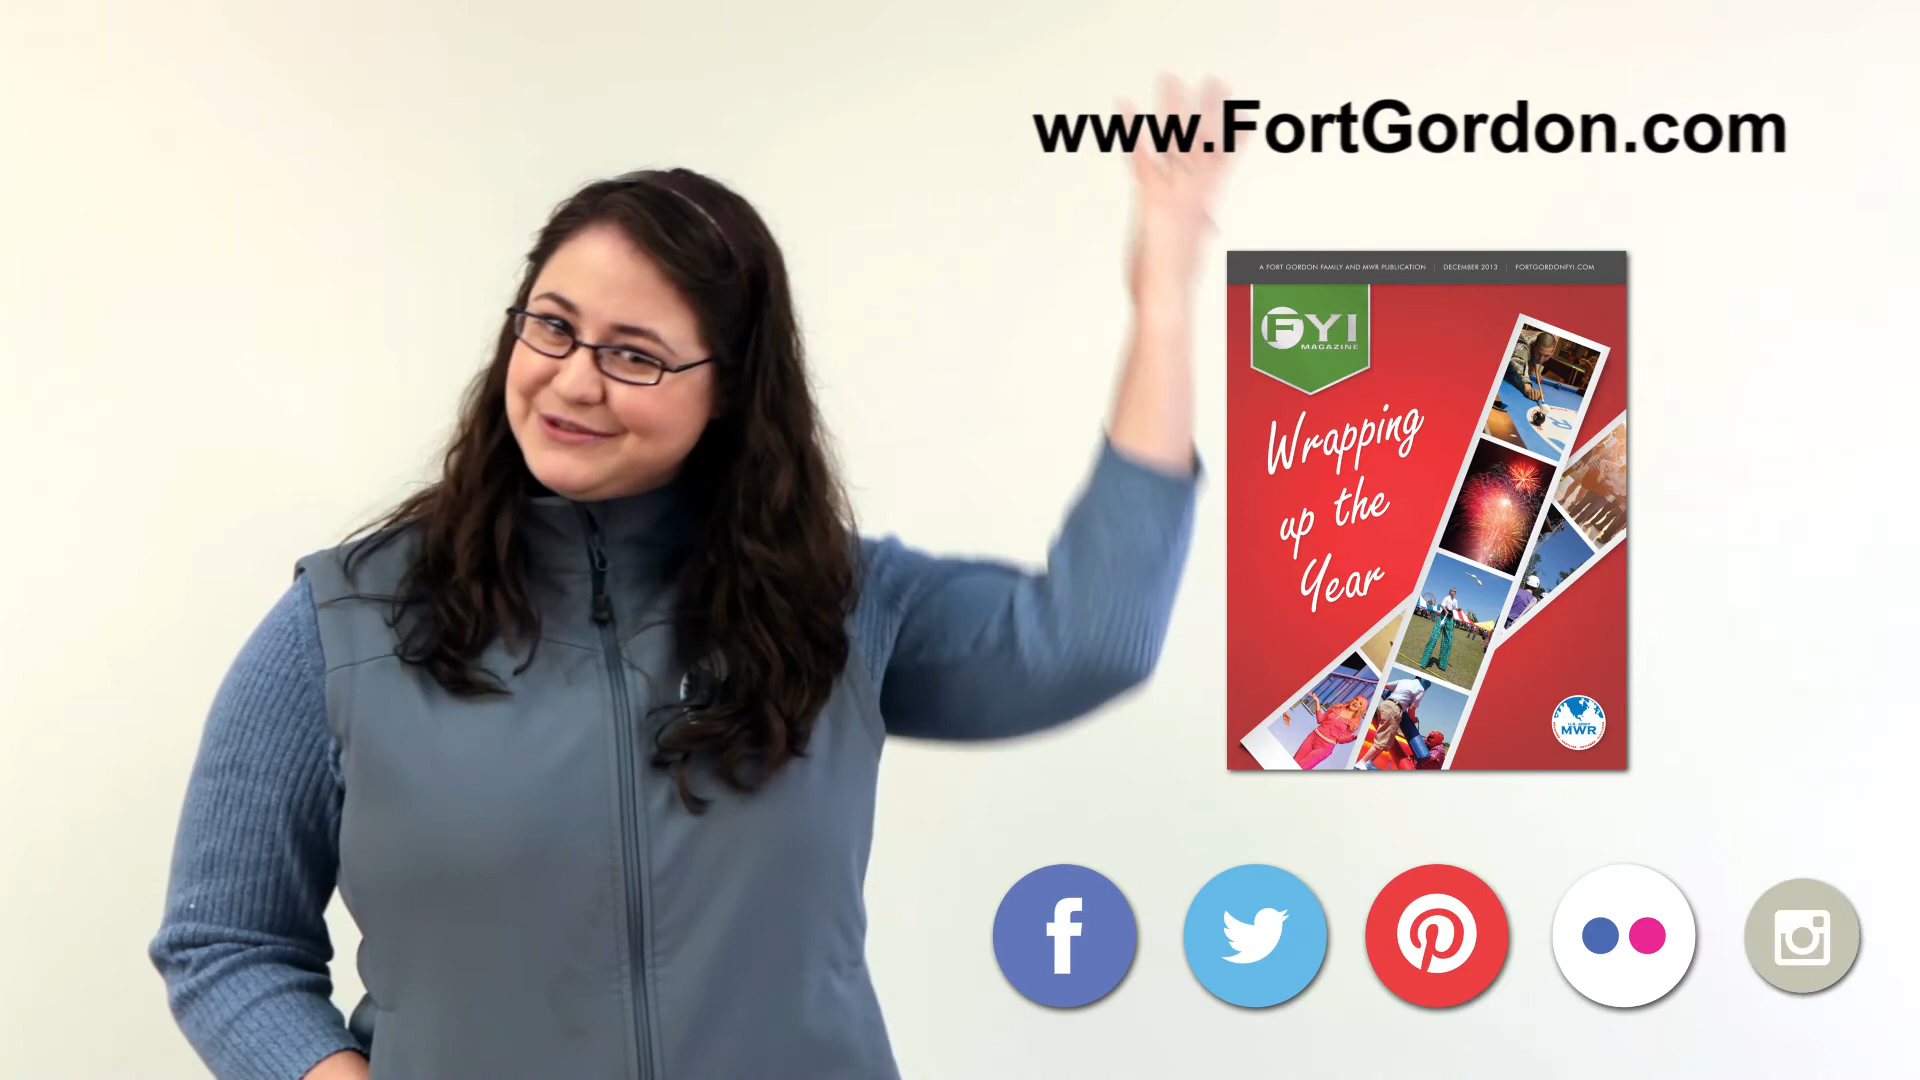 www.FortGordon.com
A FORT GORDON FAMILY AND MWR PUBLICATION | DECEMBER 2013 | FORTGORDONFYI.COM
FYI
MAGAZINE
Wrapping
up the
Year
U.S. ARMY
MWR